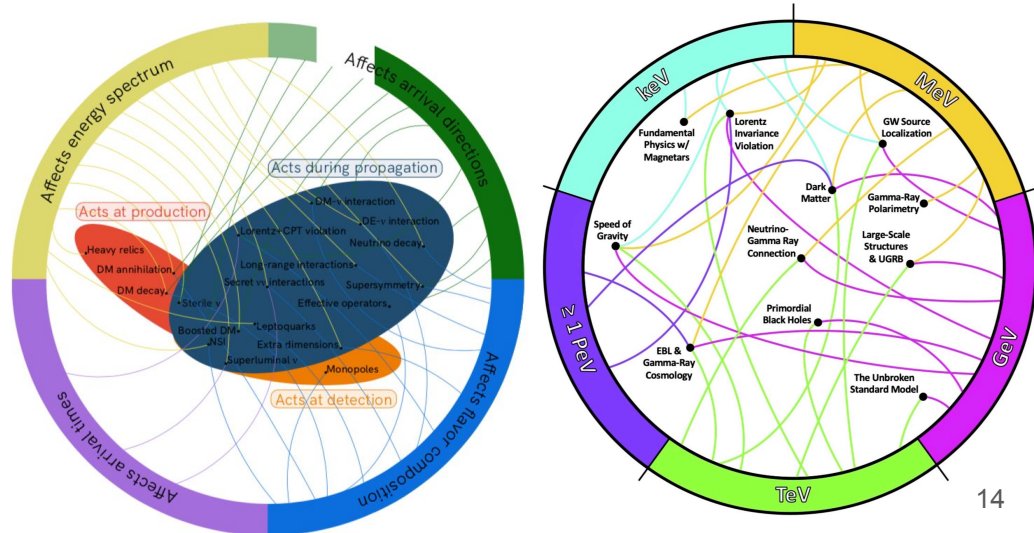 Affects energy spectrum
Affects arrival directions
Acts during propagation
DM-ν interaction
Acts at production
DE-ν interaction
Lorentz+CPT violation
Neutrino decay
Heavy relics
Long-range interactions
DM annihilation
Secret νν interactions
Supersymmetry
DM decay
Sterile ν
Effective operators
Boosted DM
Leptoquarks
NSI
Extra dimensions
Superluminal ν
Monopoles
Acts at detection
Affects arrival times
Affects flavor composition
keV
MeV
Fundamental
Physics w/
Magnetars
Lorentz
Invariance
Violation
GW Source
Localization
Dark
Matter
Gamma-Ray
Polarimetry
Speed of
Gravity
Neutrino-
Gamma Ray
Connection
Large-Scale
Structures
& UGRB
Primordial
Black Holes
EBL &
Gamma-Ray
Cosmology
The Unbroken
Standard Model
≥ 1 PeV
GeV
TeV
14